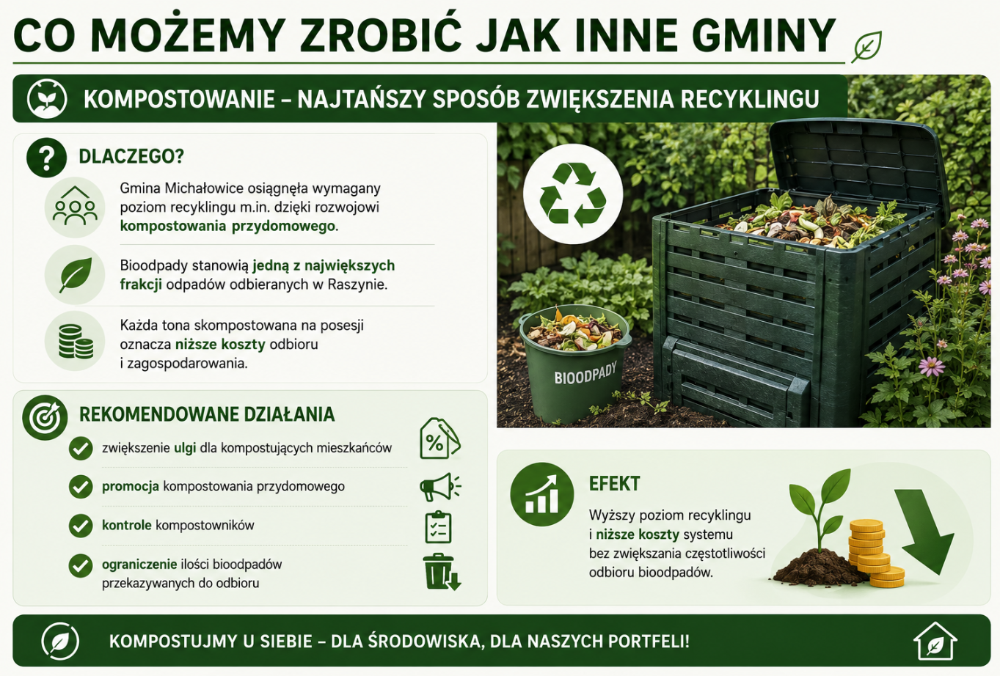 CO MOŻEMY ZROBIĆ JAK INNE GMINY
KOMPOSTOWANIE – NAJTAŃSZY SPOSÓB ZWIĘKSZENIA RECYKLINGU
?
DLACZEGO?
Gmina Michałowice osiągnęła wymagany
poziom recyklingu m.in. dzięki rozwojowi
kompostowania przydomowego.
Bioodpady stanowią jedną z największych
frakcji odpadów odbieranych w Raszynie.
Każda tona skompostowana na posesji
oznacza niższe koszty odbioru
i zagospodarowania.
BIOODPADY
REKOMENDOWANE DZIAŁANIA
zwiększenie ulgi dla kompostujących mieszkańców
%
promocja kompostowania przydomowego
kontrole kompostowników
ograniczenie ilości bioodpadów
przekazywanych do odbioru
EFEKT
Wyższy poziom recyklingu
i niższe koszty systemu
bez zwiększania częstotliwości
odbioru bioodpadów.
KOMPOSTUJMY U SIEBIE – DLA ŚRODOWISKA, DLA NASZYCH PORTFELI!